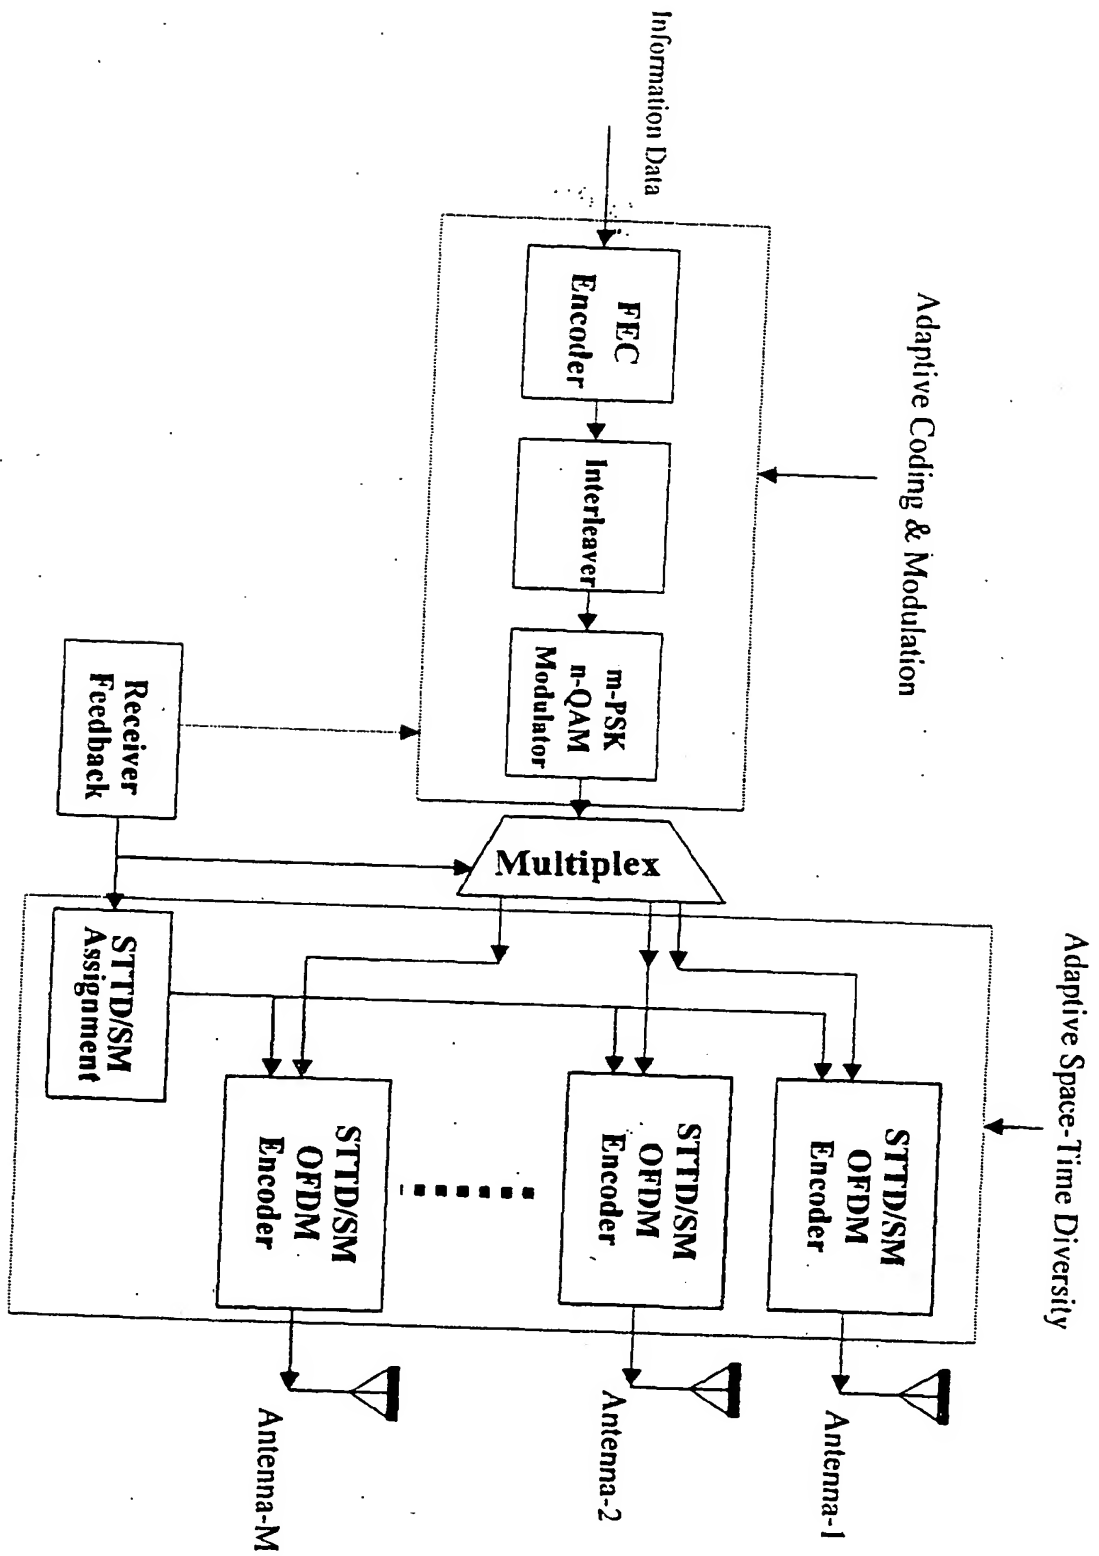 Adaptive Space-Time Diversity
Adaptive Coding & Modulation
Information Data
FEC
Encoder
Interleaver
m-PSK
n-QAM
Modulator
Multiplex
Receiver
Feedback
STTD/SM
Assignment
STTD/SM
OFDM
Encoder
Antenna-1
STTD/SM
OFDM
Encoder
Antenna-2
STTD/SM
OFDM
Encoder
Antenna-M